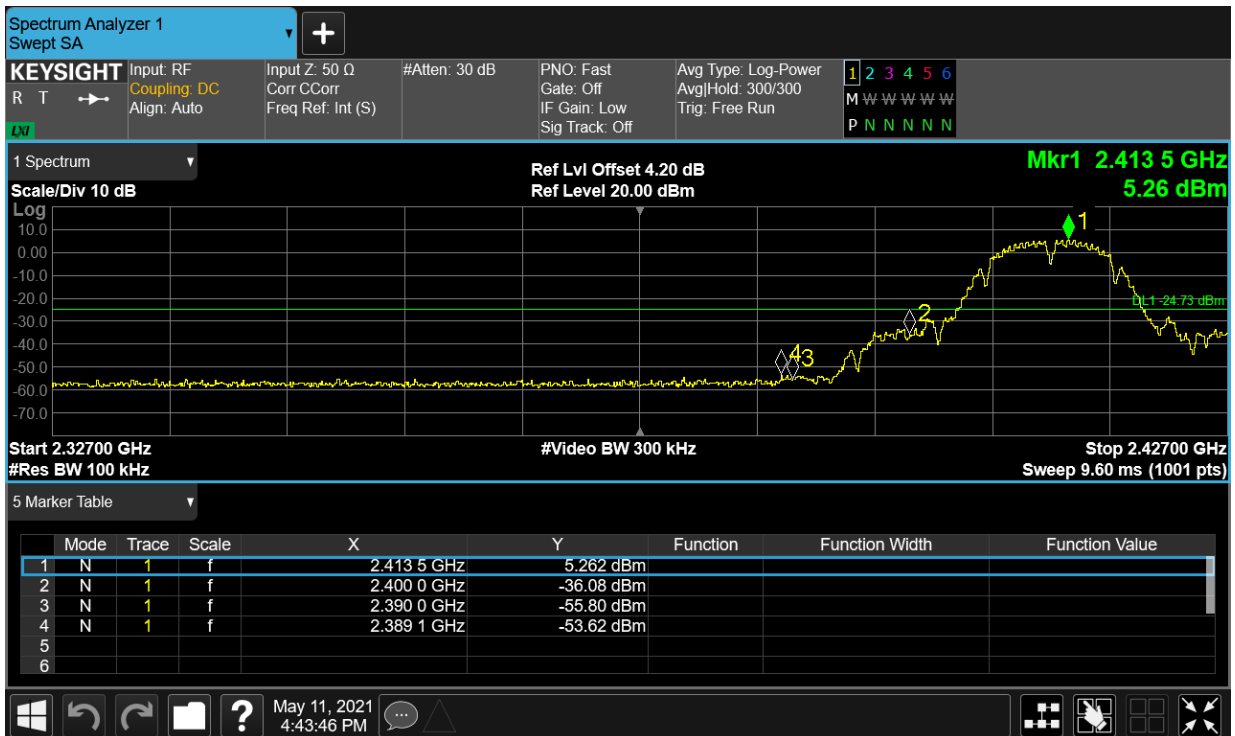 Spectrum Analyzer 1
Swept SA
KEYSIGHT Input: RF Input Z: 50 Ω #Atten: 30 dB PNO: Fast Avg Type: Log-Power 1 2 3 4 5 6
R T Coupling: DC Corr CCorr Gate: Off Avg|Hold: 300/300 M W W W W W
Align: Auto Freq Ref: Int (S) IF Gain: Low Trig: Free Run
LXI Sig Track: Off P N N N N N
1 Spectrum Ref Lvl Offset 4.20 dB Mkr1 2.413 5 GHz
Scale/Div 10 dB Ref Level 20.00 dBm 5.26 dBm
Log
1
10.0
0.00
-10.0
-20.0
DL1 -24.73 dBm
-30.0
2
-40.0
43
-50.0
-60.0
-70.0
Start 2.32700 GHz #Video BW 300 kHz Stop 2.42700 GHz
#Res BW 100 kHz Sweep 9.60 ms (1001 pts)
5 Marker Table
Mode Trace Scale X Y Function Function Width Function Value
1 N 1 f 2.413 5 GHz 5.262 dBm
2 N 1 f 2.400 0 GHz -36.08 dBm
3 N 1 f 2.390 0 GHz -55.80 dBm
4 N 1 f 2.389 1 GHz -53.62 dBm
5
6
? May 11, 2021
4:43:46 PM